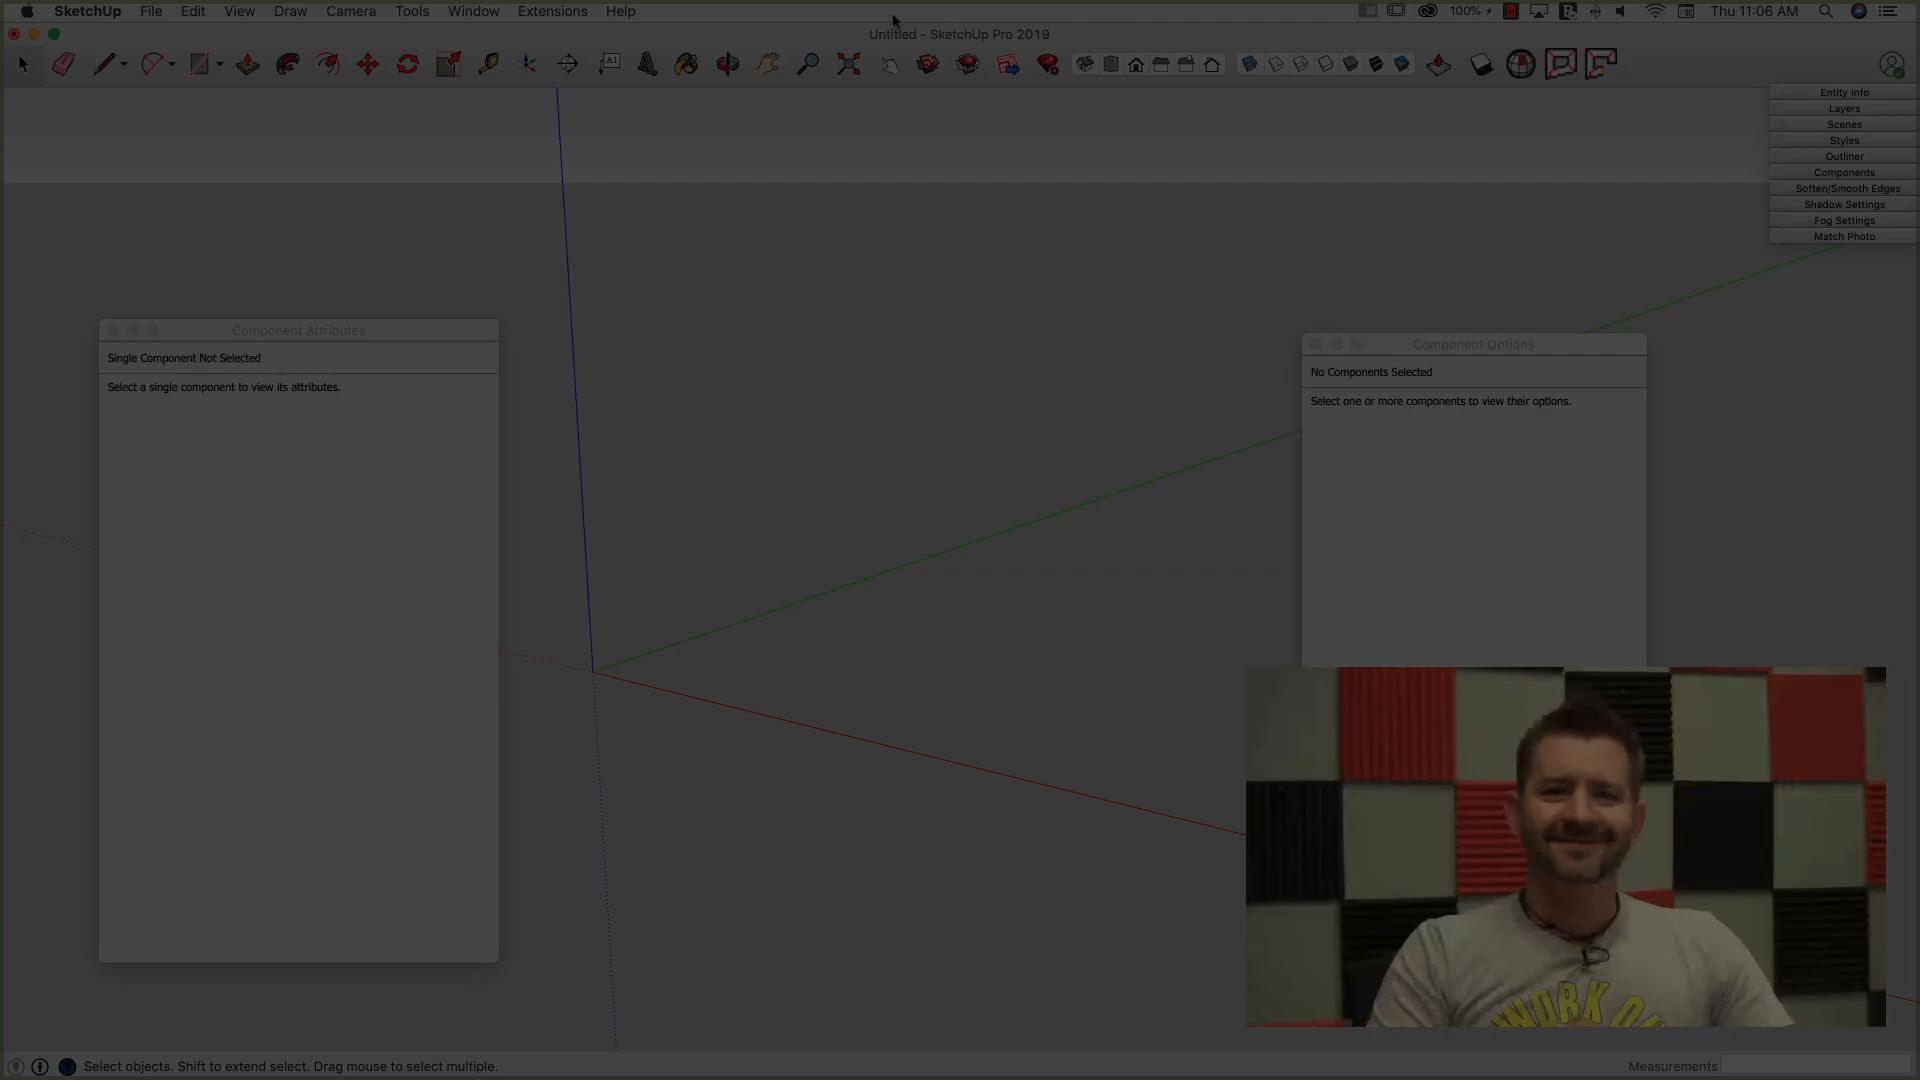 SketchUp File Edit View Draw Camera Tools Window Extensions Help
100% Thu 11:06 AM
Untitled - SketchUp Pro 2019
A1
Entity Info
Layers
Scenes
Styles
Outliner
Components
Soften/Smooth Edges
Shadow Settings
Fog Settings
Match Photo
Component Attributes
Single Component Not Selected
Select a single component to view its attributes.
Component Options
No Components Selected
Select one or more components to view their options.
WORK
Select objects. Shift to extend select. Drag mouse to select multiple.
Measurements